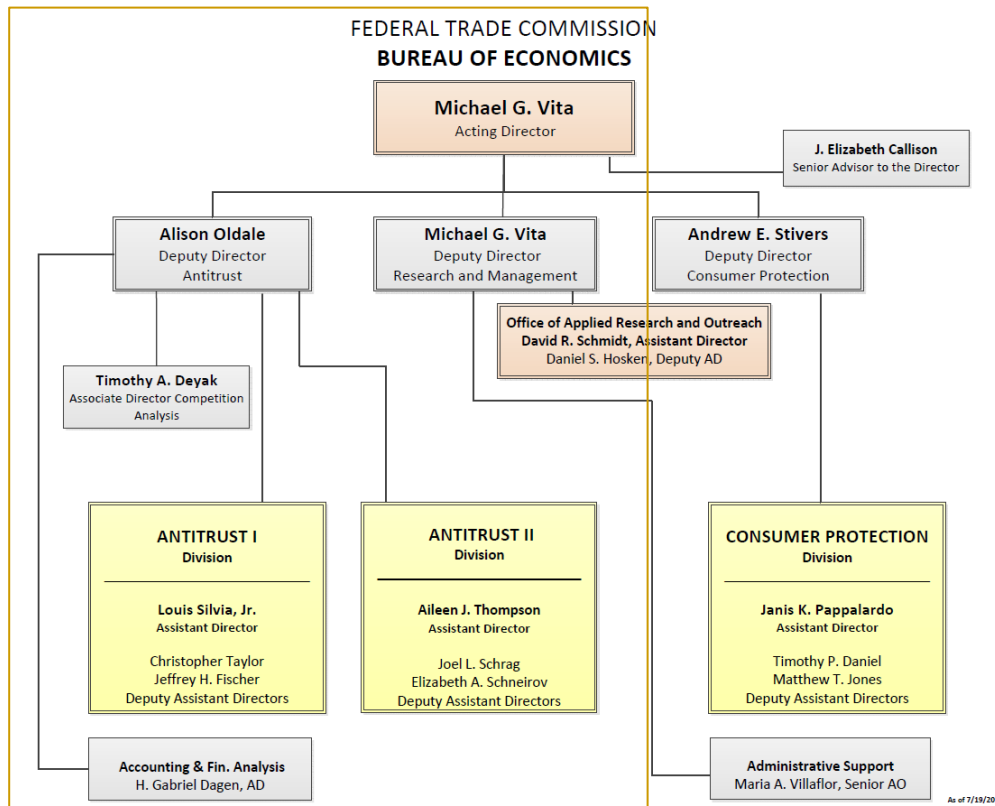 FEDERAL TRADE COMMISSION
BUREAU OF ECONOMICS
Michael G. Vita
Acting Director
J. Elizabeth Callison
Senior Advisor to the Director
Alison Oldale
Deputy Director
Antitrust
Michael G. Vita
Deputy Director
Research and Management
Andrew E. Stivers
Deputy Director
Consumer Protection
Office of Applied Research and Outreach
David R. Schmidt, Assistant Director
Daniel S. Hosken, Deputy AD
Timothy A. Deyak
Associate Director Competition
Analysis
ANTITRUST I
Division
Louis Silvia, Jr.
Assistant Director
Christopher Taylor
Jeffrey H. Fischer
Deputy Assistant Directors
ANTITRUST II
Division
Aileen J. Thompson
Assistant Director
Joel L. Schrag
Elizabeth A. Schneirov
Deputy Assistant Directors
CONSUMER PROTECTION
Division
Janis K. Pappalardo
Assistant Director
Timothy P. Daniel
Matthew T. Jones
Deputy Assistant Directors
Accounting & Fin. Analysis
H. Gabriel Dagen, AD
Administrative Support
Maria A. Villaflor, Senior AO
As of 7/19/20